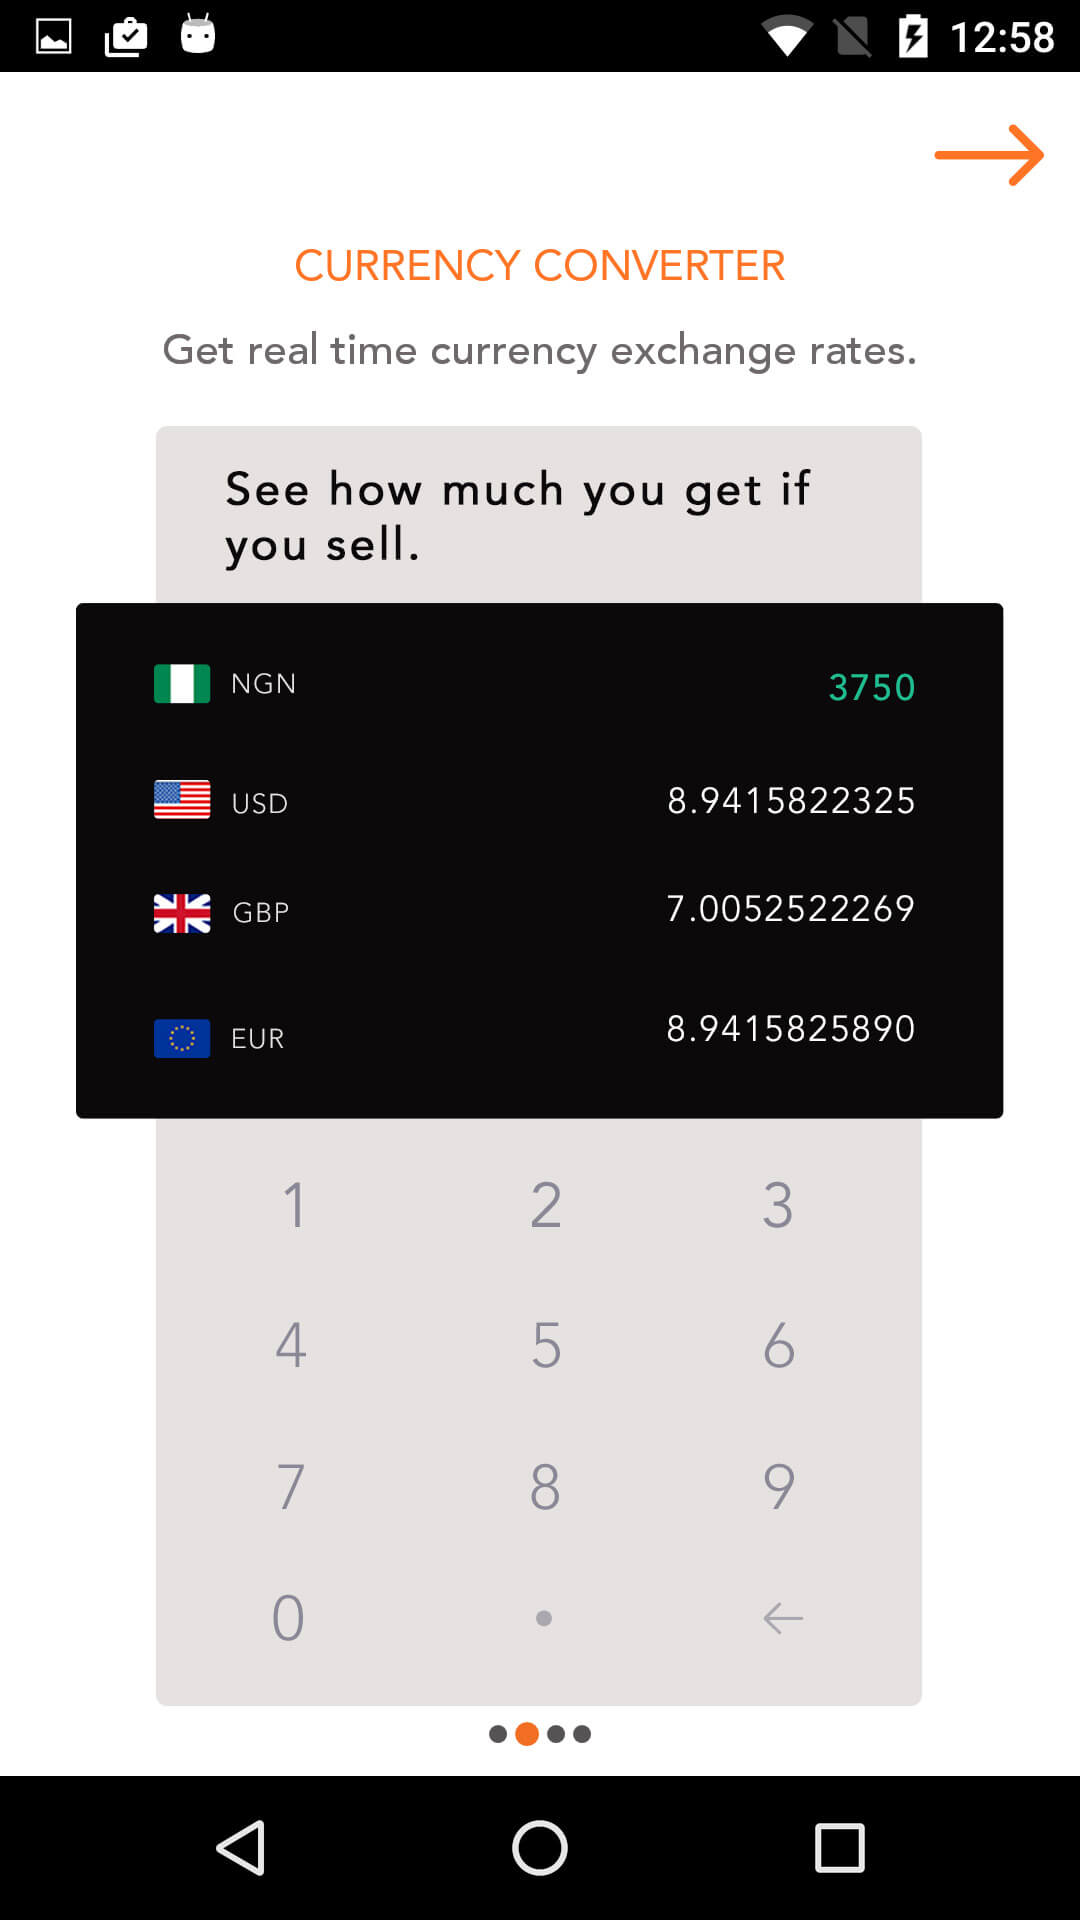 12:58
CURRENCY CONVERTER
Get real time currency exchange rates.
See how much you get if
you sell.
NGN 3750
USD 8.9415822325
GBP 7.0052522269
EUR 8.9415825890
1 2 3
4 5 6
7 8 9
0 .